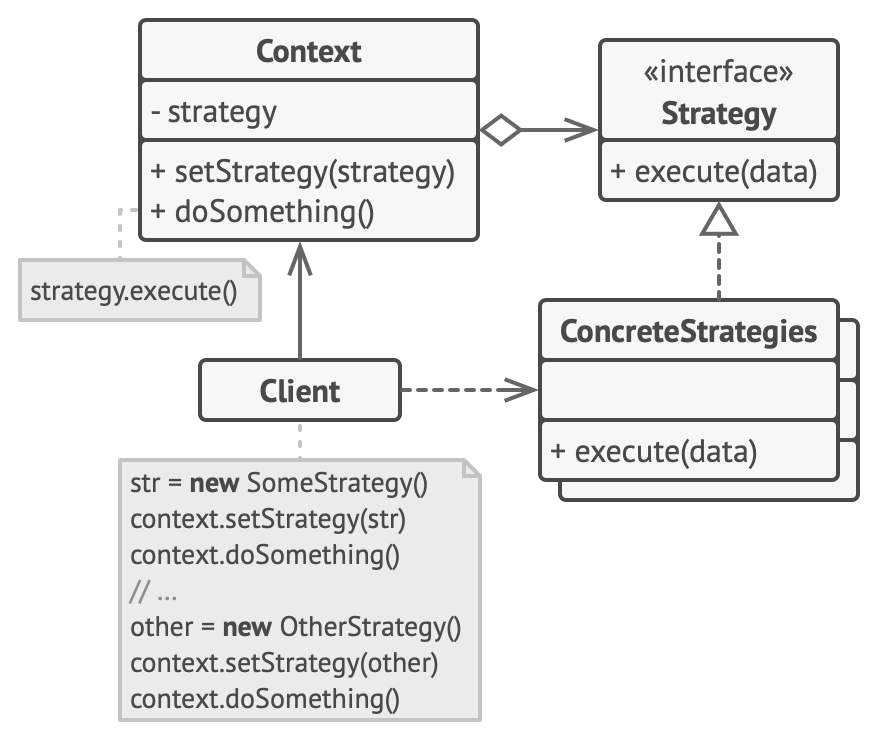 Context
- strategy
+ setStrategy(strategy)
+ doSomething()
«interface»
Strategy
+ execute(data)
strategy.execute()
Client
ConcreteStrategies
+ execute(data)
str = new SomeStrategy()
context.setStrategy(str)
context.doSomething()
// ...
other = new OtherStrategy()
context.setStrategy(other)
context.doSomething()